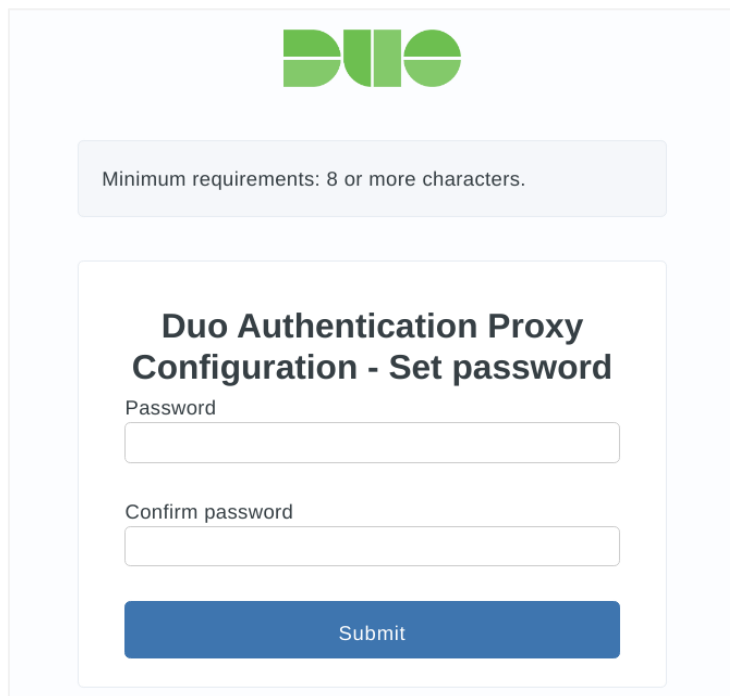 DUO
Minimum requirements: 8 or more characters.
Duo Authentication Proxy
Configuration - Set password
Password
Confirm password
Submit